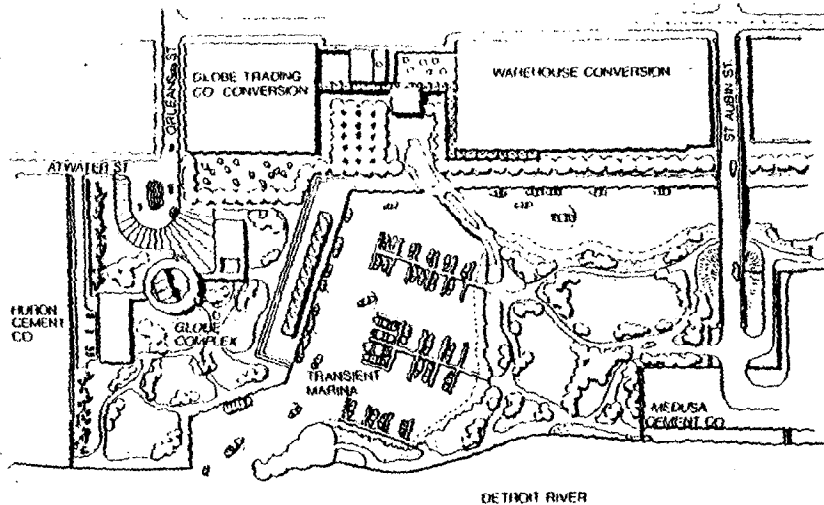 ORLEANS ST.
GLOBE TRADING
CO CONVERSION
WAREHOUSE CONVERSION
ST AUBIN ST.
ATWATER ST
HURON
CEMENT
CO
GLOBE
COMPLEX
TRANSIENT
MARINA
MEDUSA
CEMENT CO
DETROIT RIVER